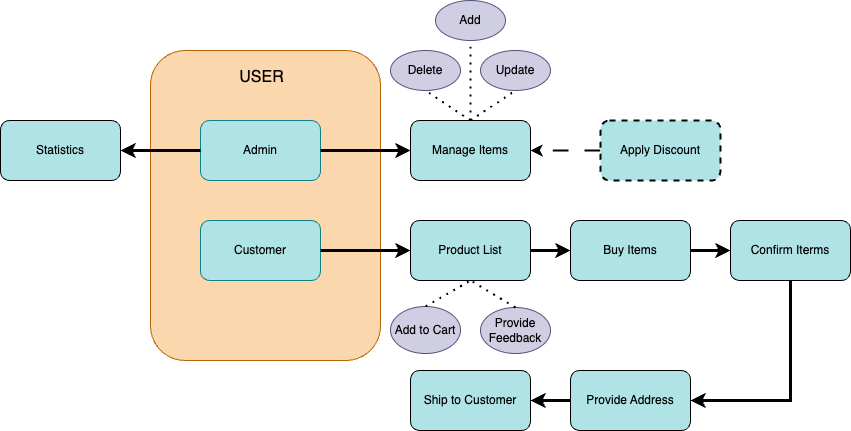 Add
Delete
Update
USER
Statistics
Admin
Manage Items
Apply Discount
Customer
Product List
Buy Items
Confirm Iterms
Add to Cart
Provide
Feedback
Ship to Customer
Provide Address